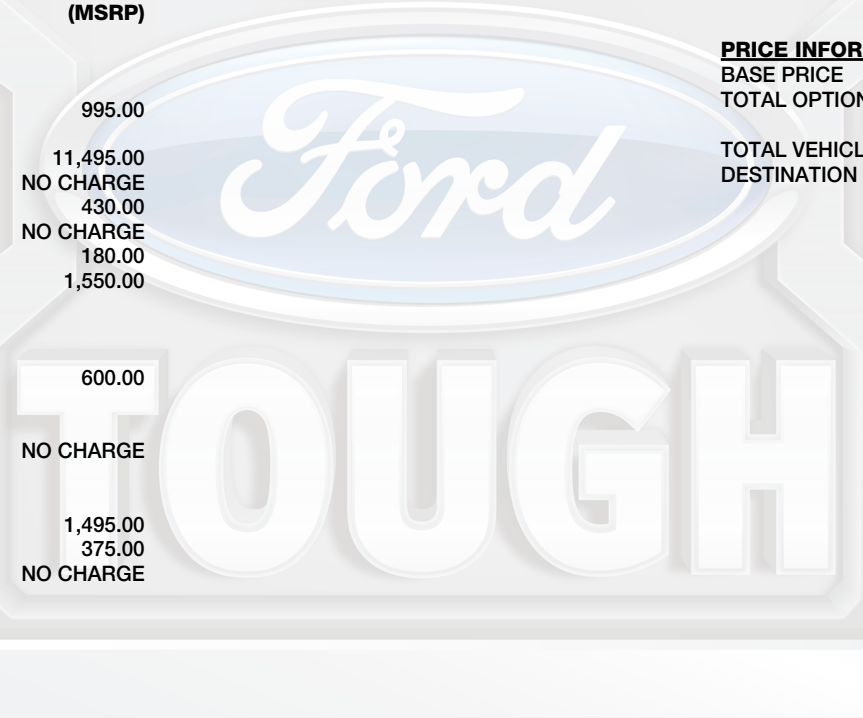 (MSRP)
995.00
11,495.00
NO CHARGE
430.00
NO CHARGE
180.00
1,550.00
600.00
NO CHARGE
1,495.00
375.00
NO CHARGE
PRICE INFOR
BASE PRICE
TOTAL OPTION
TOTAL VEHICL
DESTINATION
Ford
TOUGH